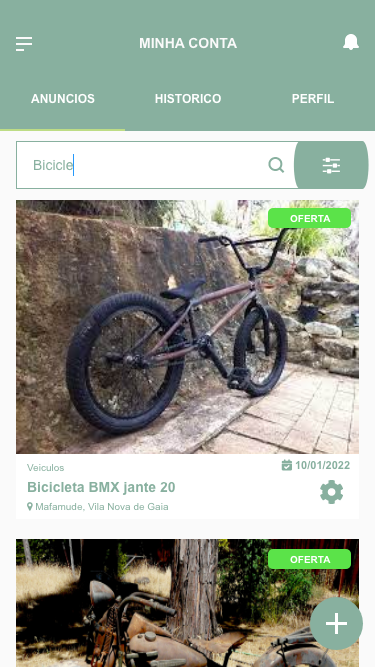 MINHA CONTA
ANUNCIOS
HISTORICO
PERFIL
Bicicle
OFERTA
Veiculos
10/01/2022
Bicicleta BMX jante 20
Mafamude, Vila Nova de Gaia
OFERTA